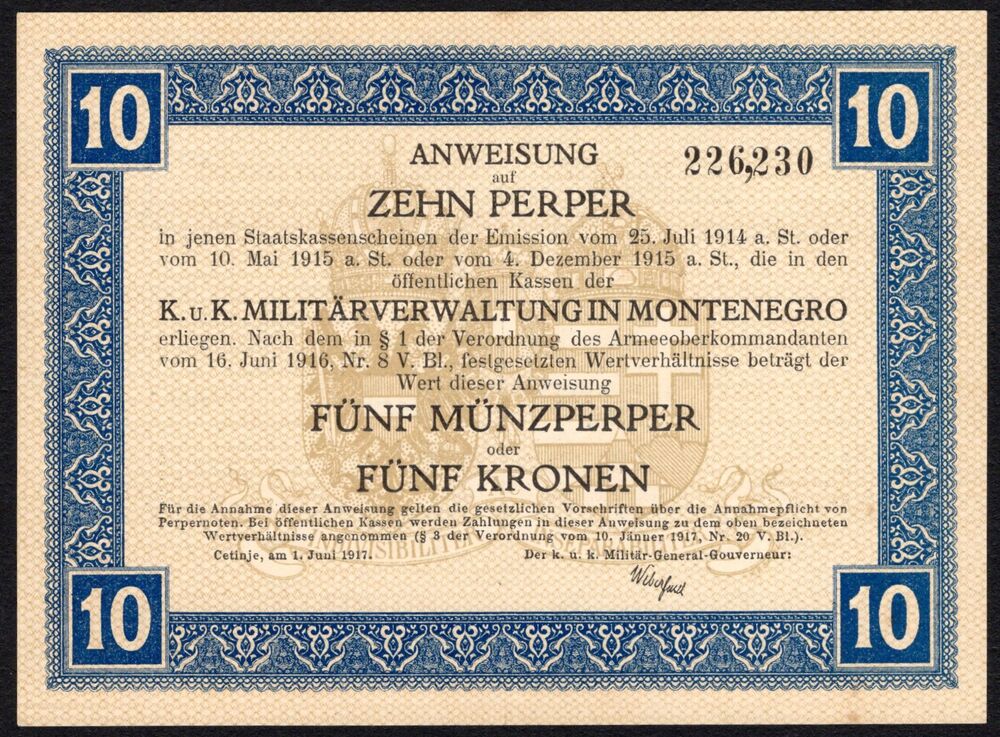 10
10
ANWEISUNG
226,230
auf
ZEHN PERPER
in jenen Staatskassenscheinen der Emission vom 25. Juli 1914 a. St. oder
vom 10. Mai 1915 a. St. oder vom 4. Dezember 1915 a. St., die in den
öffentlichen Kassen der
K. u. K. MILITÄRVERWALTUNG IN MONTENEGRO
erliegen. Nach dem in § 1 der Verordnung des Armeeoberkommandanten
vom 16. Juni 1916, Nr. 8 V. Bl., festgesetzten Wertverhältnisse beträgt der
Wert dieser Anweisung
FÜNF MÜNZPERPER
oder
FÜNF KRONEN
Für die Annahme dieser Anweisung gelten die gesetzlichen Vorschriften über die Annahmepflicht von
Perpernoten. Bei öffentlichen Kassen werden Zahlungen in dieser Anweisung zu dem oben bezeichneten
Wertverhältnisse angenommen (§ 3 der Verordnung vom 10. Jänner 1917, Nr. 20 V. Bl.).
Cetinje, am 1. Juni 1917.
Der k. u. k. Militär-General-Gouverneur:
10
10